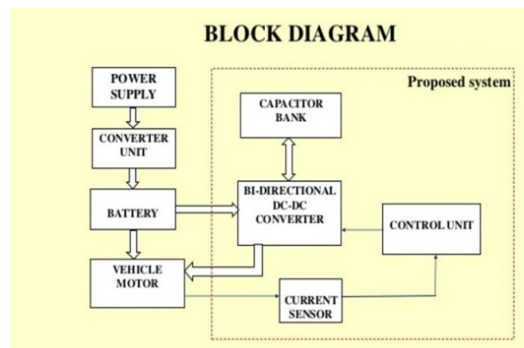 BLOCK DIAGRAM
Proposed system
POWER
SUPPLY
CAPACITOR
BANK
CONVERTER
UNIT
BATTERY
BI-DIRECTIONAL
DC-DC
CONVERTER
CONTROL UNIT
VEHICLE
MOTOR
CURRENT
SENSOR